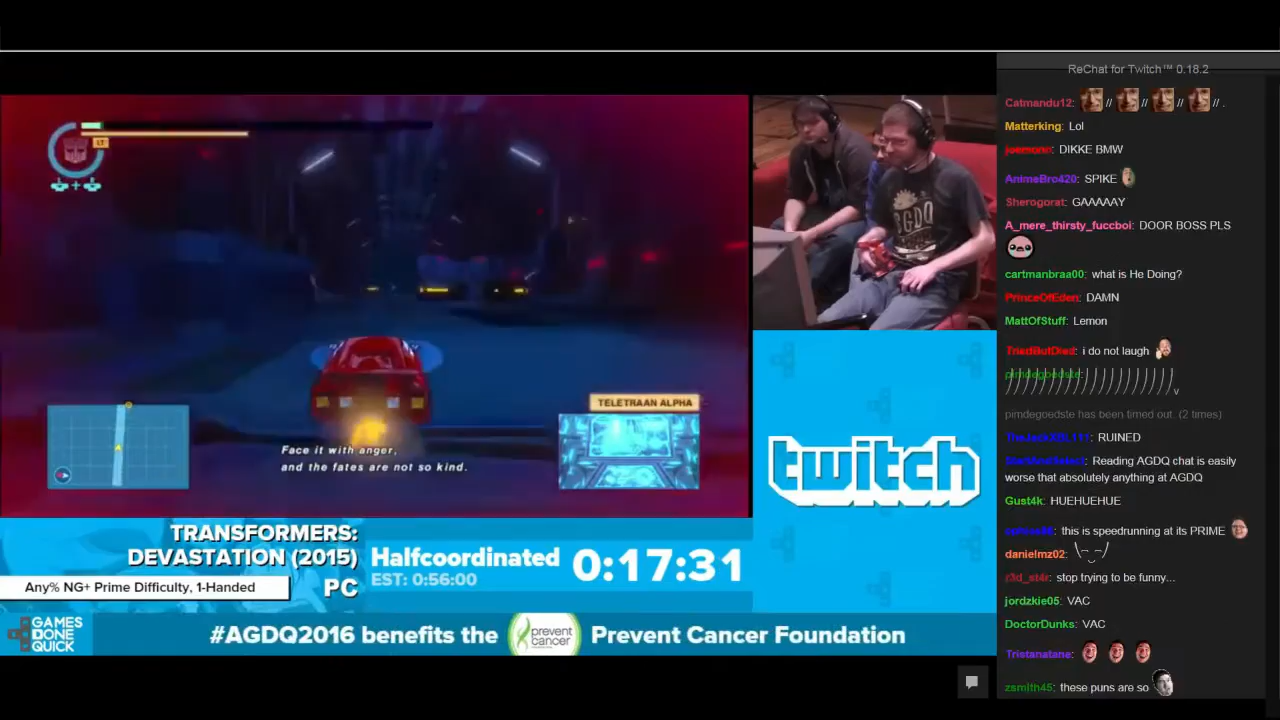 ReChat for Twitch™ 0.18.2
Catmandu12: // // // // .
Matterking: Lol
joemonn: DIKKE BMW
AnimeBro420: SPIKE
Sherogorat: GAAAAAY
A_mere_thirsty_fuccboi: DOOR BOSS PLS
cartmanbraa00: what is He Doing?
PrinceOfEden: DAMN
MattOfStuff: Lemon
TriedButDied: i do not laugh
pimdegoedste:
pimdegoedste has been timed out. (2 times)
RUINED
Reading AGDQ chat is easily
worse that absolutely anything at AGDQ
Gust4k: HUEHUEHUE
this is speedrunning at its PRIME
danielmz02: \_ ~ ~ _/
r3d_st4r: stop trying to be funny...
jordzkie05: VAC
DoctorDunks: VAC
Tristanatane:
zsmith45: these puns are so
LT
TELETRAAN ALPHA
Face it with anger,
and the fates are not so kind.
AGDQ
twitch
TRANSFORMERS:
DEVASTATION (2015)
PC
Any% NG+ Prime Difficulty, 1-Handed
Halfcoordinated
EST: 0:56:00
0:17:31
GAMES
DONE
QUICK
#AGDQ2016 benefits the
prevent
cancer
Prevent Cancer Foundation